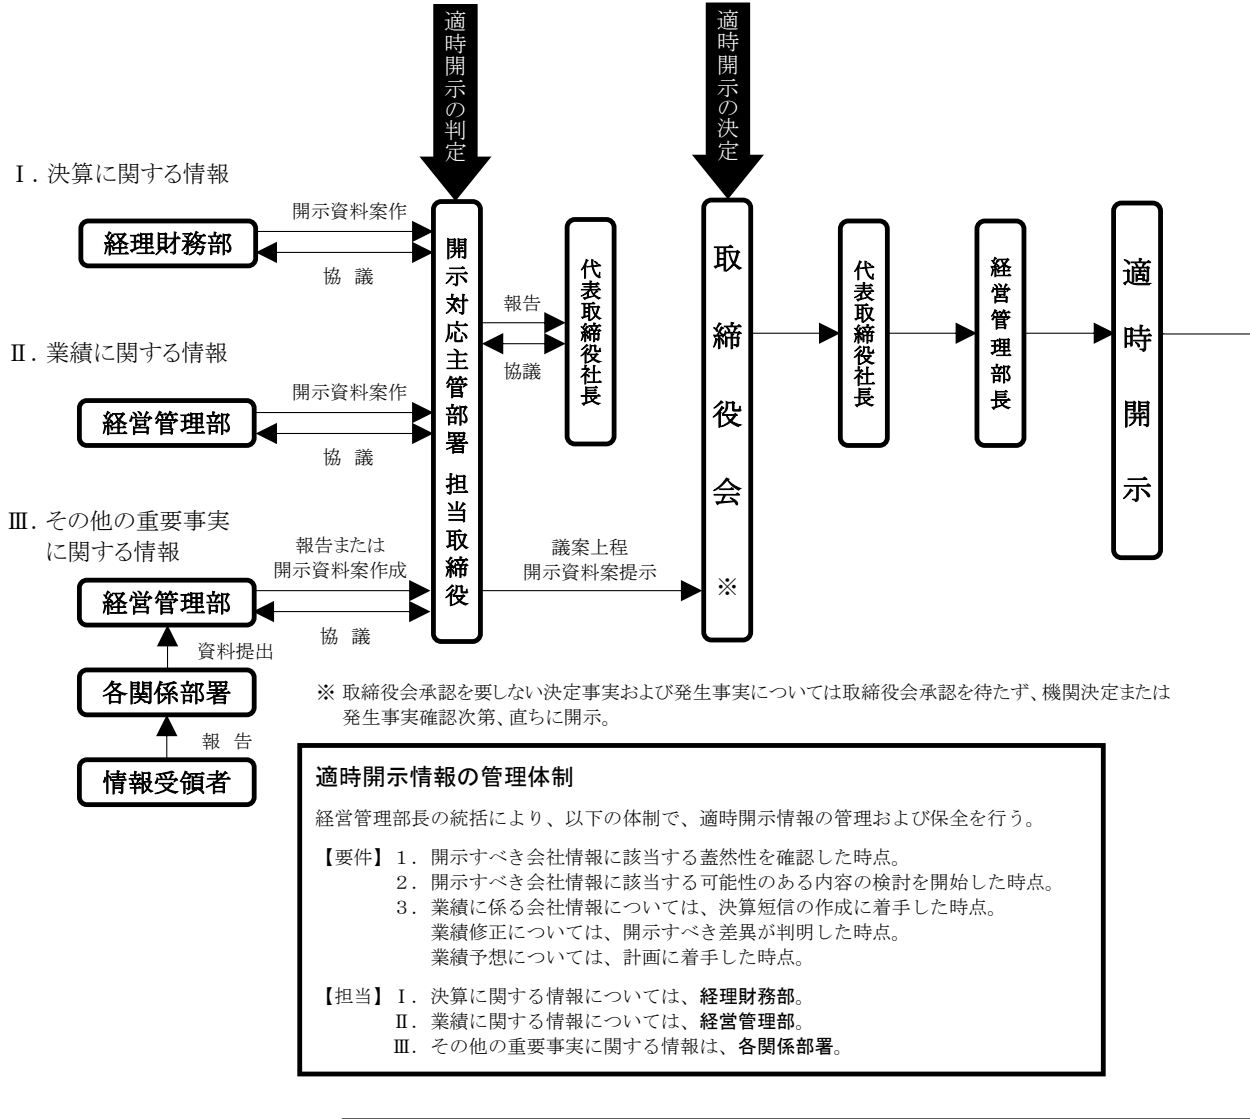 適時開示の判定
適時開示の決定
Ⅰ. 決算に関する情報
経理財務部
開示資料案作
協 議
Ⅱ. 業績に関する情報
経営管理部
開示資料案作
協 議
Ⅲ. その他の重要事実
に関する情報
経営管理部
報告または
開示資料案作成
協 議
資料提出
各関係部署
報 告
情報受領者
開示対応主管部署 担当取締役
報告
協議
代表取締役社長
議案上程
開示資料案提示
取締役会 ※
代表取締役社長
経営管理部長
適時開示
※ 取締役会承認を要しない決定事実および発生事実については取締役会承認を待たず、機関決定または
発生事実確認次第、直ちに開示。
適時開示情報の管理体制
経営管理部長の統括により、以下の体制で、適時開示情報の管理および保全を行う。
【要件】１. 開示すべき会社情報に該当する蓋然性を確認した時点。
２. 開示すべき会社情報に該当する可能性のある内容の検討を開始した時点。
３. 業績に係る会社情報については、決算短信の作成に着手した時点。
業績修正については、開示すべき差異が判明した時点。
業績予想については、計画に着手した時点。
【担当】Ⅰ. 決算に関する情報については、経理財務部。
Ⅱ. 業績に関する情報については、経営管理部。
Ⅲ. その他の重要事実に関する情報は、各関係部署。